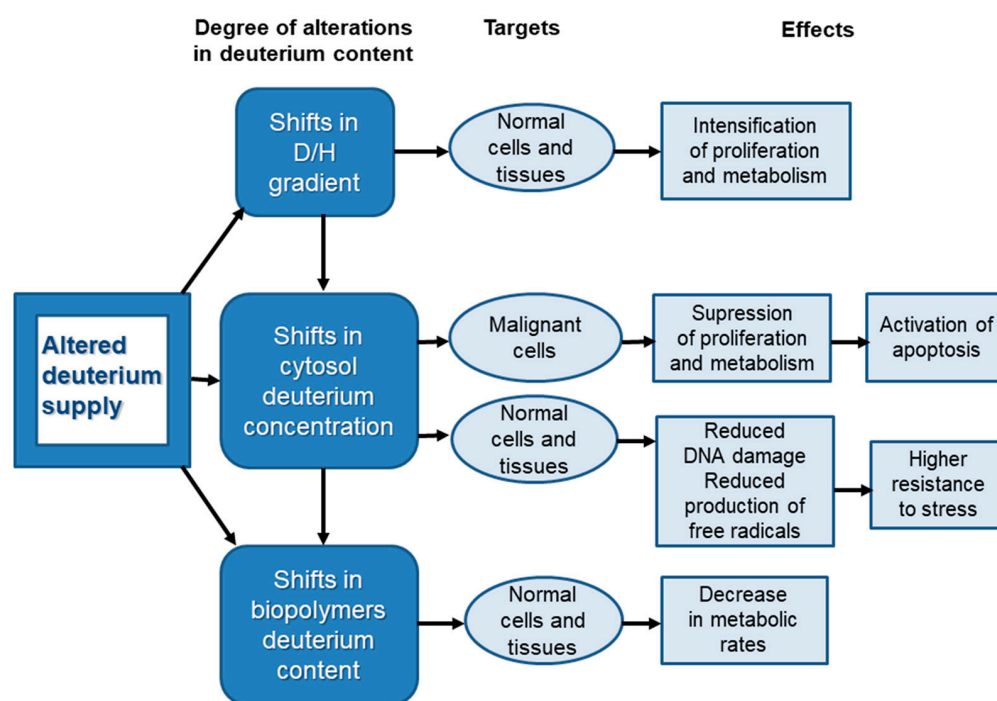 Degree of alterations
in deuterium content
Targets
Effects
Shifts in
D/H
gradient
Normal
cells and
tissues
Intensification
of proliferation
and metabolism
Altered
deuterium
supply
Shifts in
cytosol
deuterium
concentration
Malignant
cells
Supression
of proliferation
and metabolism
Activation of
apoptosis
Normal
cells and
tissues
Reduced
DNA damage
Reduced
production of
free radicals
Higher
resistance
to stress
Shifts in
biopolymers
deuterium
content
Normal
cells and
tissues
Decrease
in metabolic
rates